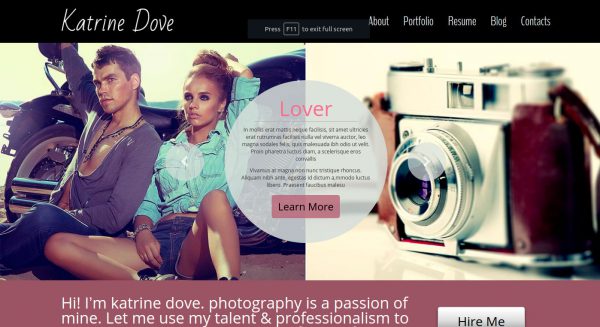 Katrine Dove
Press F11 to exit full screen
About Portfolio Resume Blog Contacts
Lover
In mollis erat mattis neque facilisis, sit amet ultricies
erat rutrumras facilisis nulla vel viverra auctor, leo
magna sodales felis, quis malesuada ibh odio ut velit.
Proin pharetra luctus diam, a scelerisque eros
convallis
Vivamus at magna non nunc tristique rhoncus.
Aliquam nibh ante, egestas id dictum a,mmodo luctus
libero. Praesent faucibus malesu
Learn More
Hi! I'm katrine dove. photography is a passion of
mine. Let me use my talent & professionalism to
Hire Me